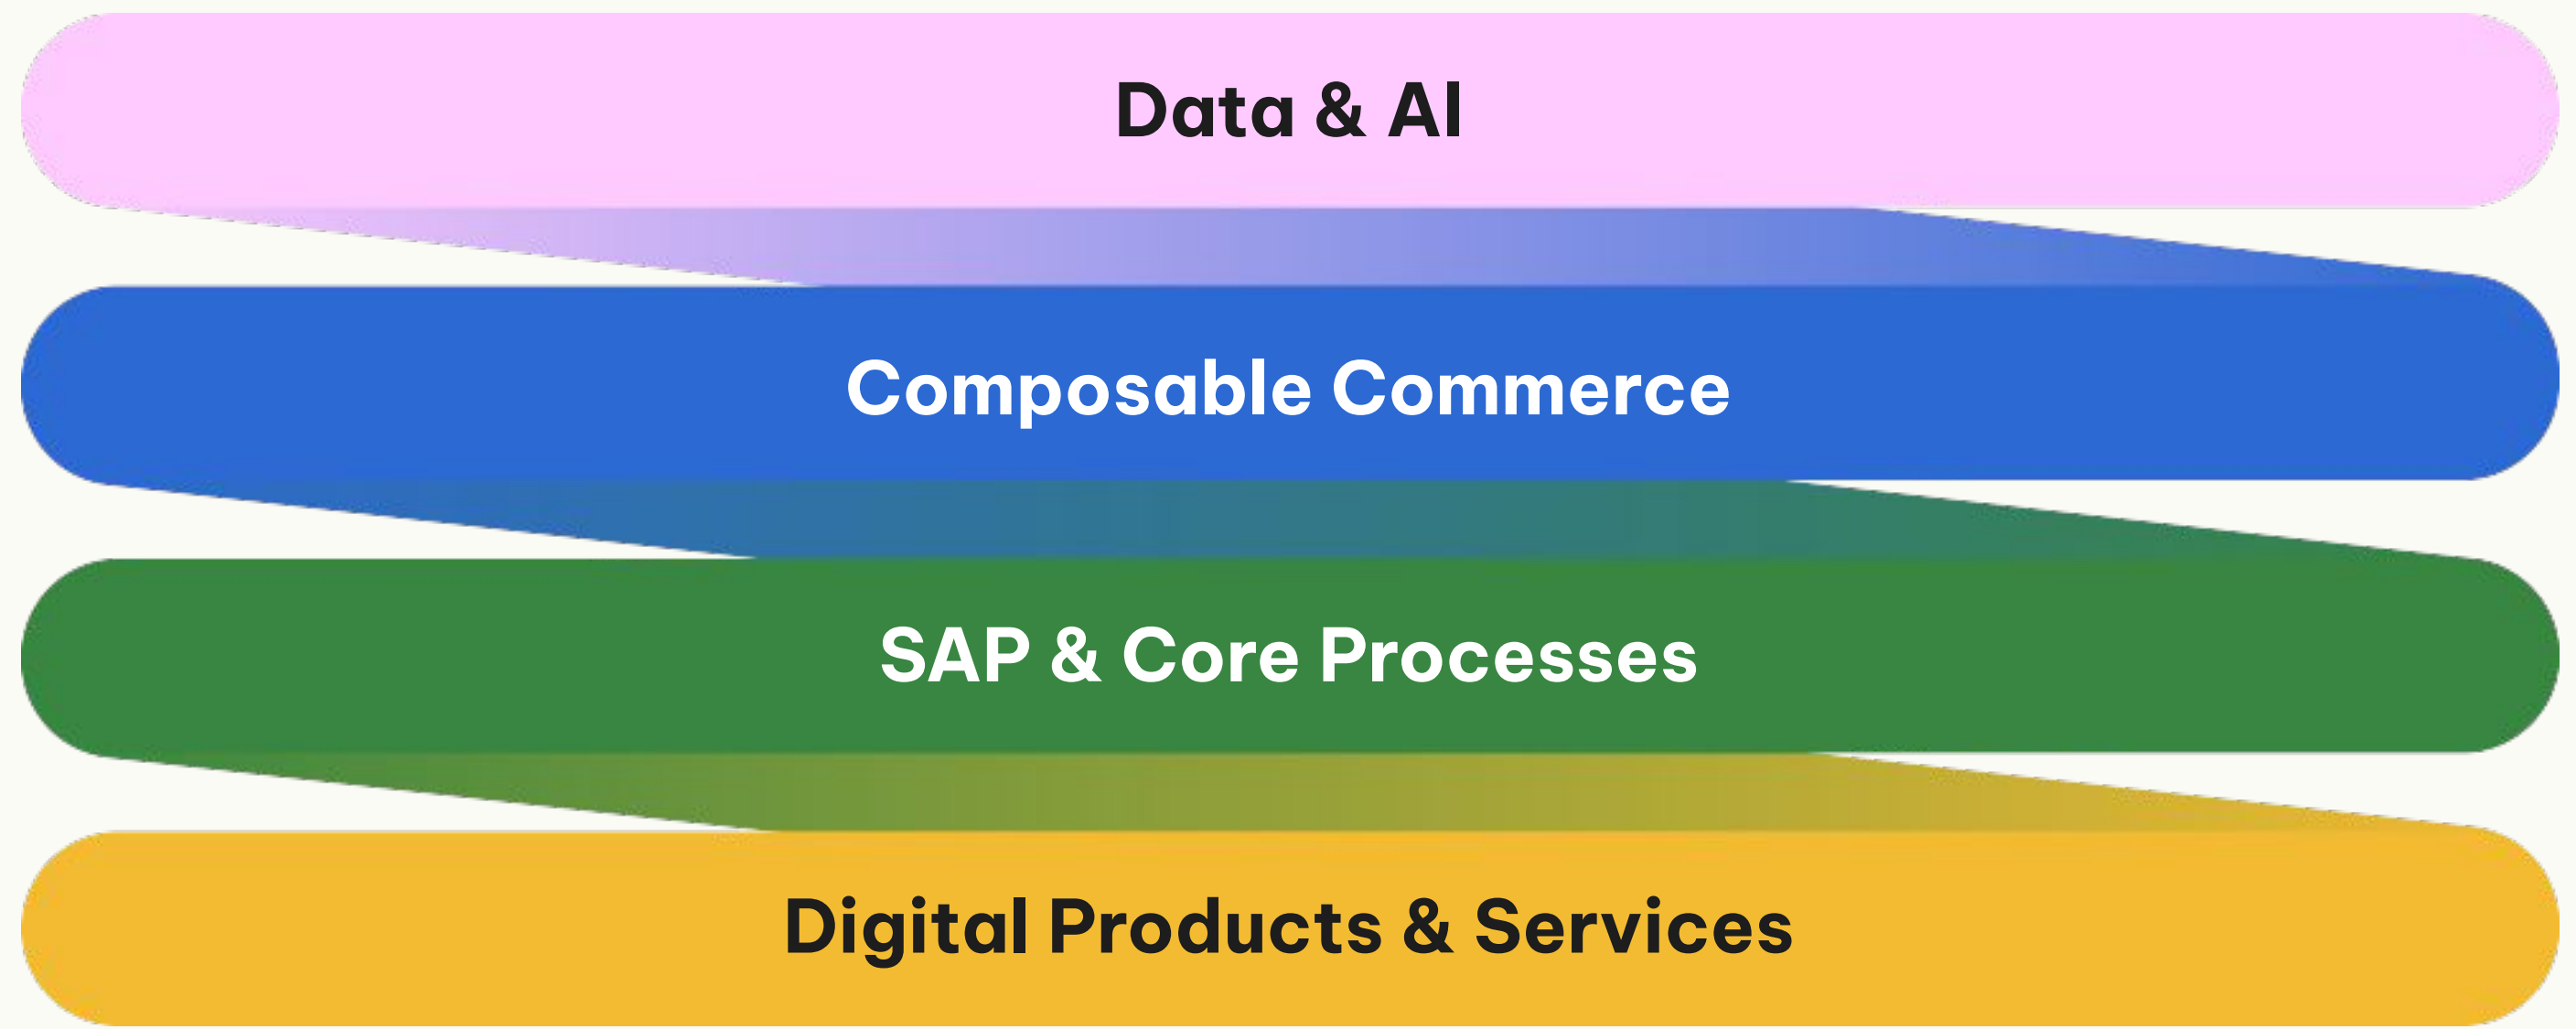 Data & AI
Composable Commerce
SAP & Core Processes
Digital Products & Services